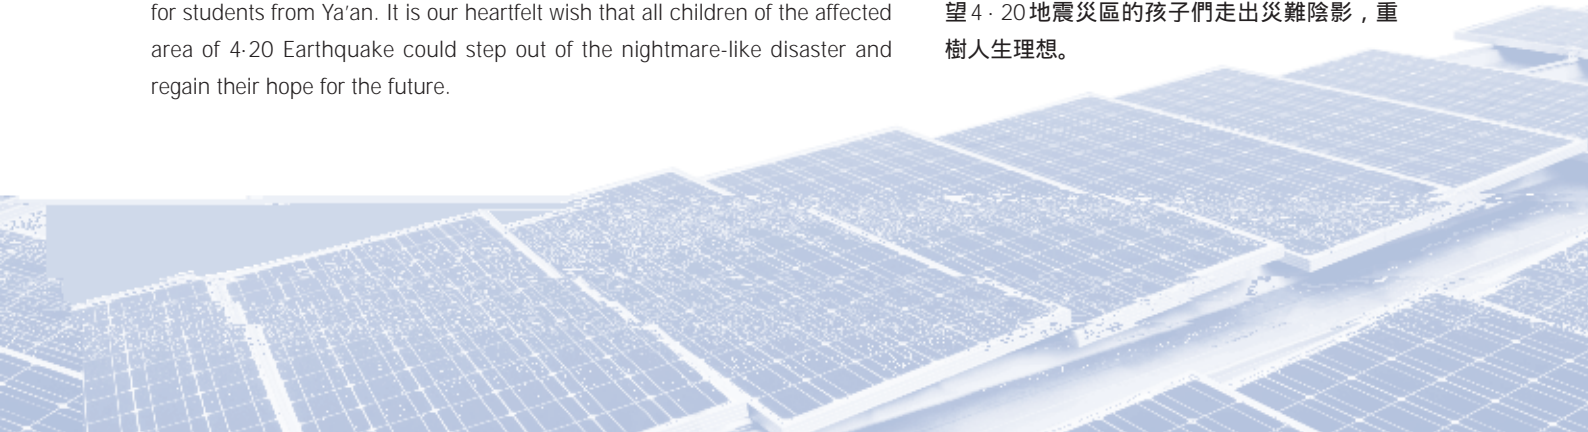 for students from Ya'an. It is our heartfelt wish that all children of the affected
area of 4·20 Earthquake could step out of the nightmare-like disaster and
regain their hope for the future.
望4·20地震災區的孩子們走出災難陰影，重
樹人生理想。